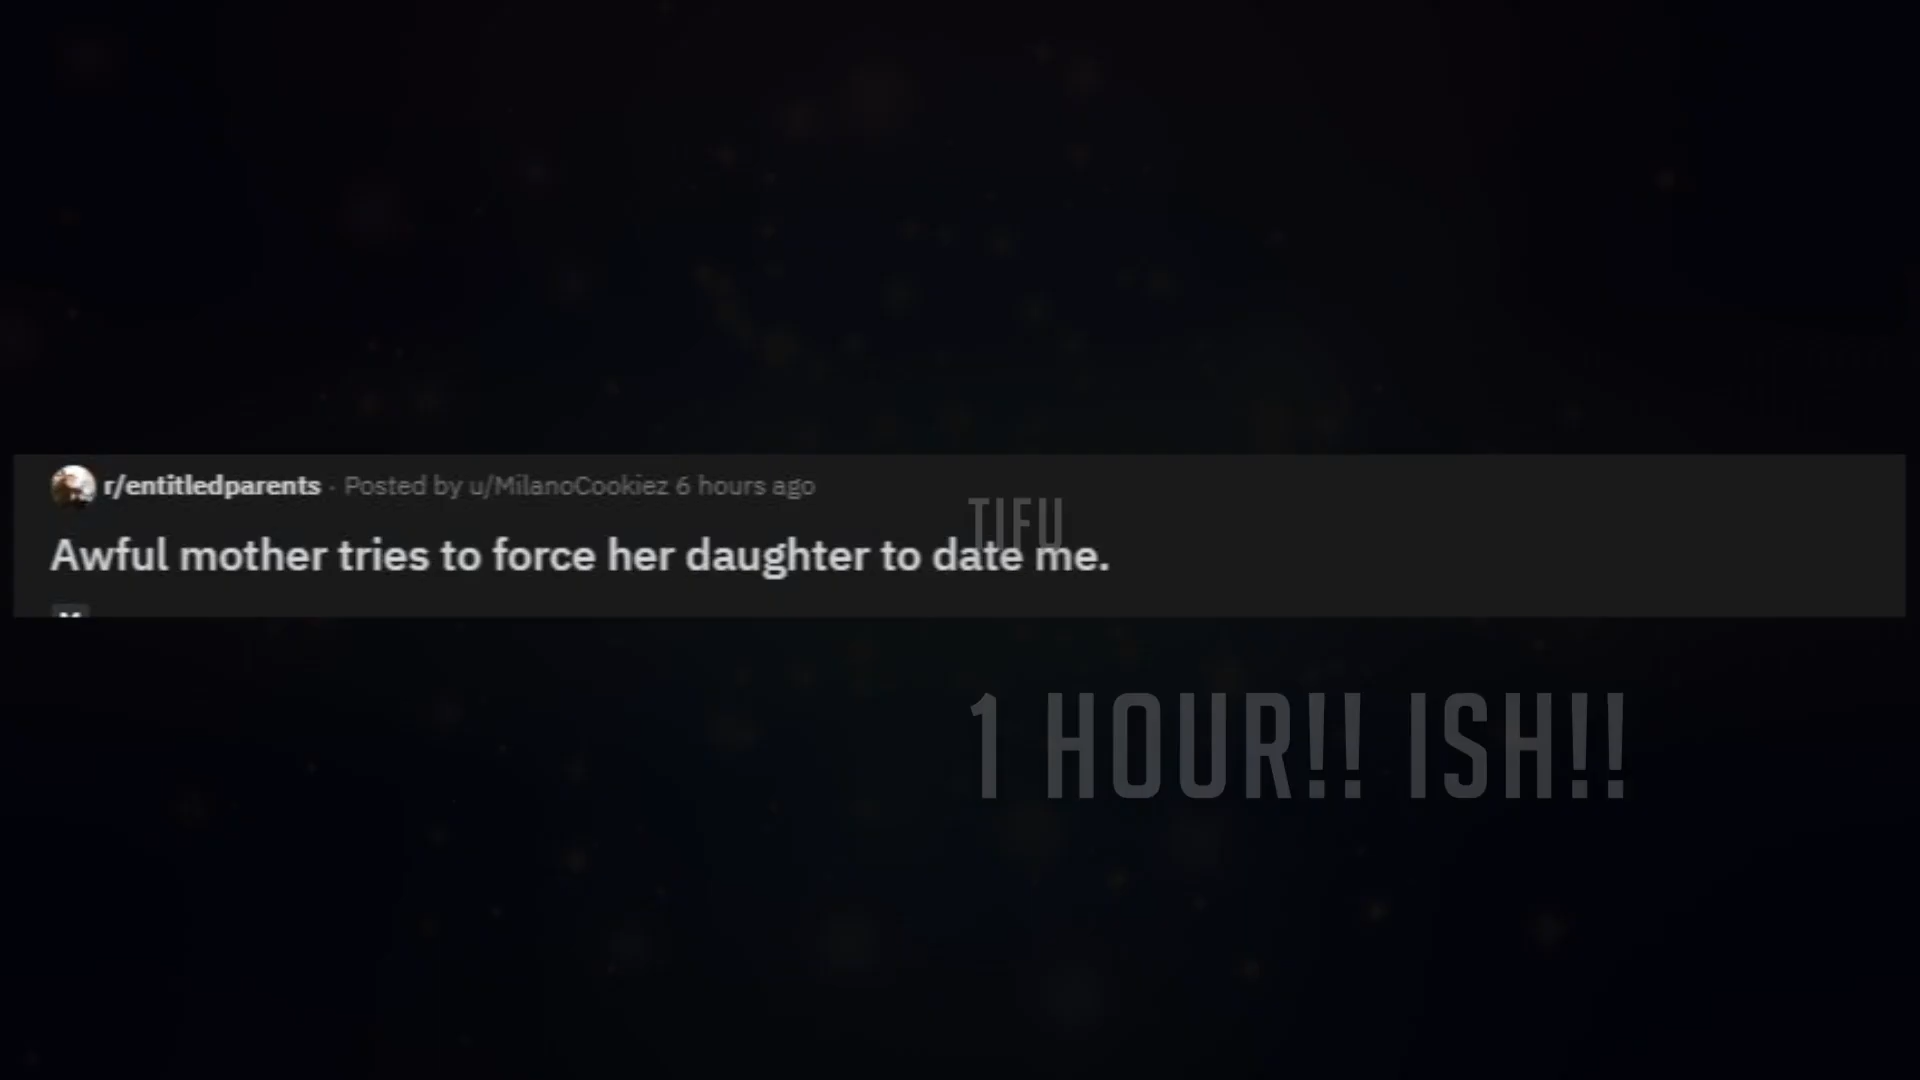 r/entitledparents · Posted by u/MilanoCookiez 6 hours ago
TIFU
Awful mother tries to force her daughter to date me.
1 HOUR!! ISH!!